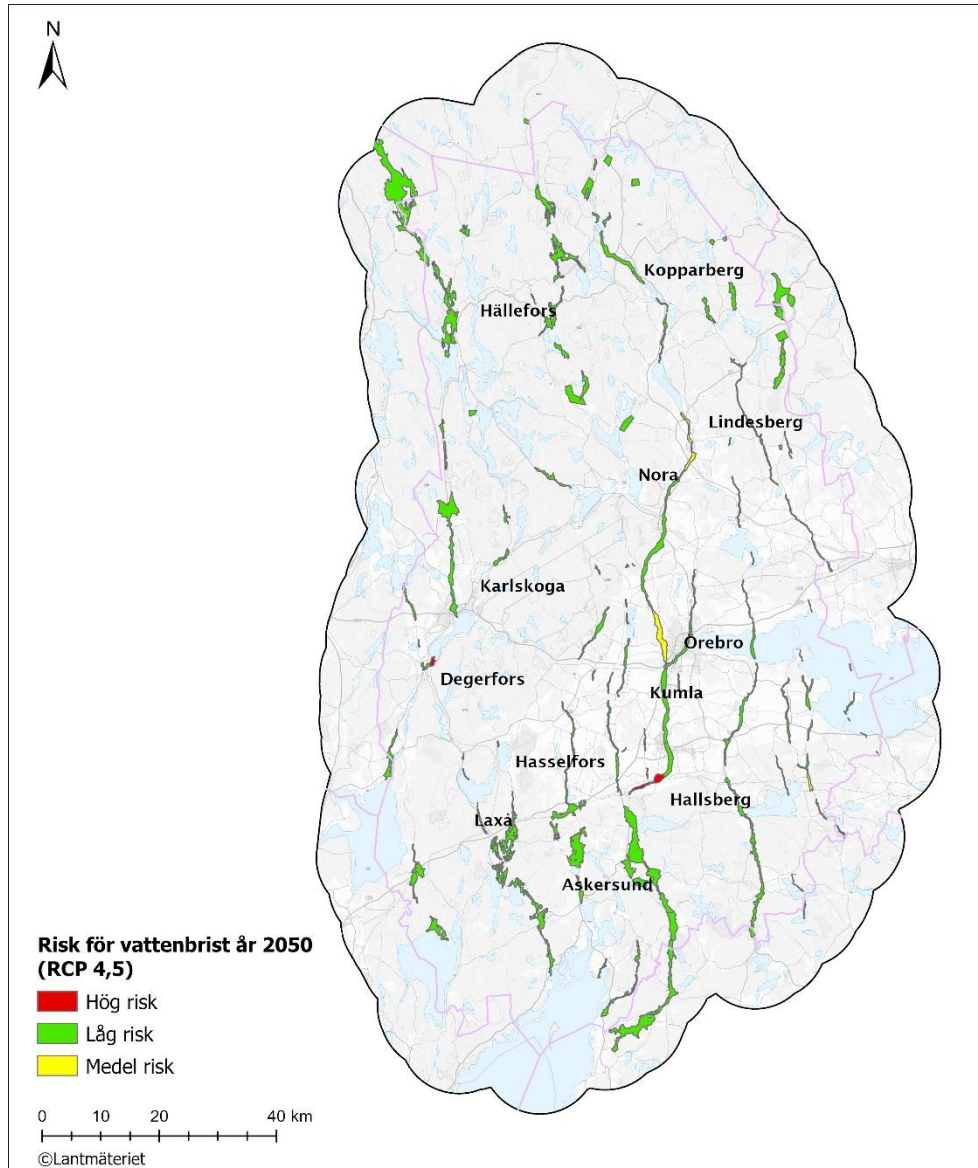 N
Kopparberg
Hällefors
Lindesberg
Nora
Karlskoga
Örebro
Degerfors
Kumla
Hasselfors
Hallsberg
Laxå
Askersund
Risk för vattenbrist år 2050
(RCP 4,5)
Hög risk
Låg risk
Medel risk
0 10 20 40 km
©Lantmäteriet